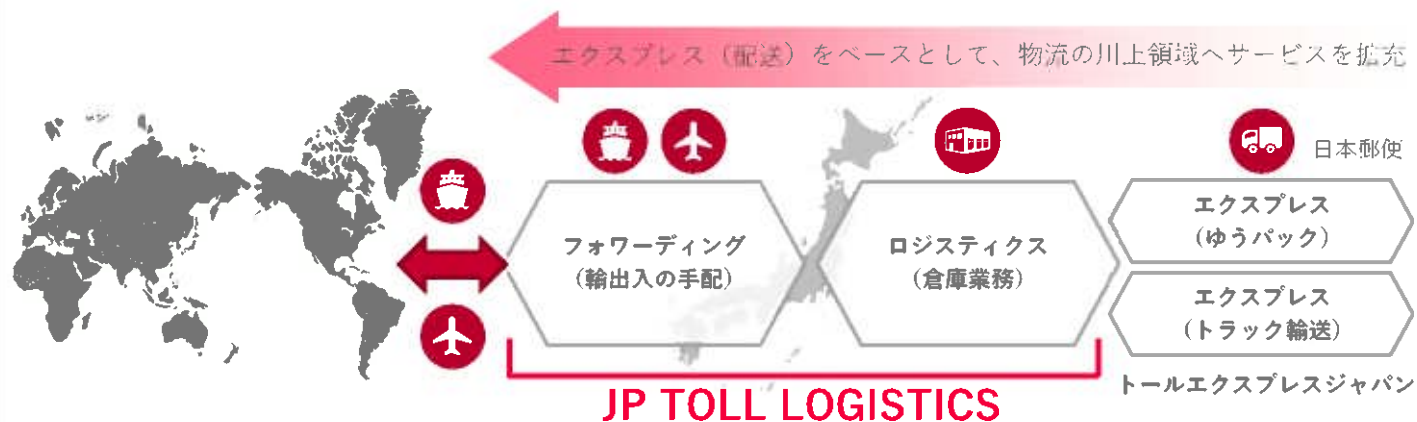 エクスプレス（配送）をベースとして、物流の川上領域へサービスを拡充
日本郵便
フォワーディング
(輸出入の手配)
ロジスティクス
(倉庫業務)
エクスプレス
(ゆうパック)
エクスプレス
(トラック輸送)
トールエクスプレスジャパン
JP TOLL LOGISTICS